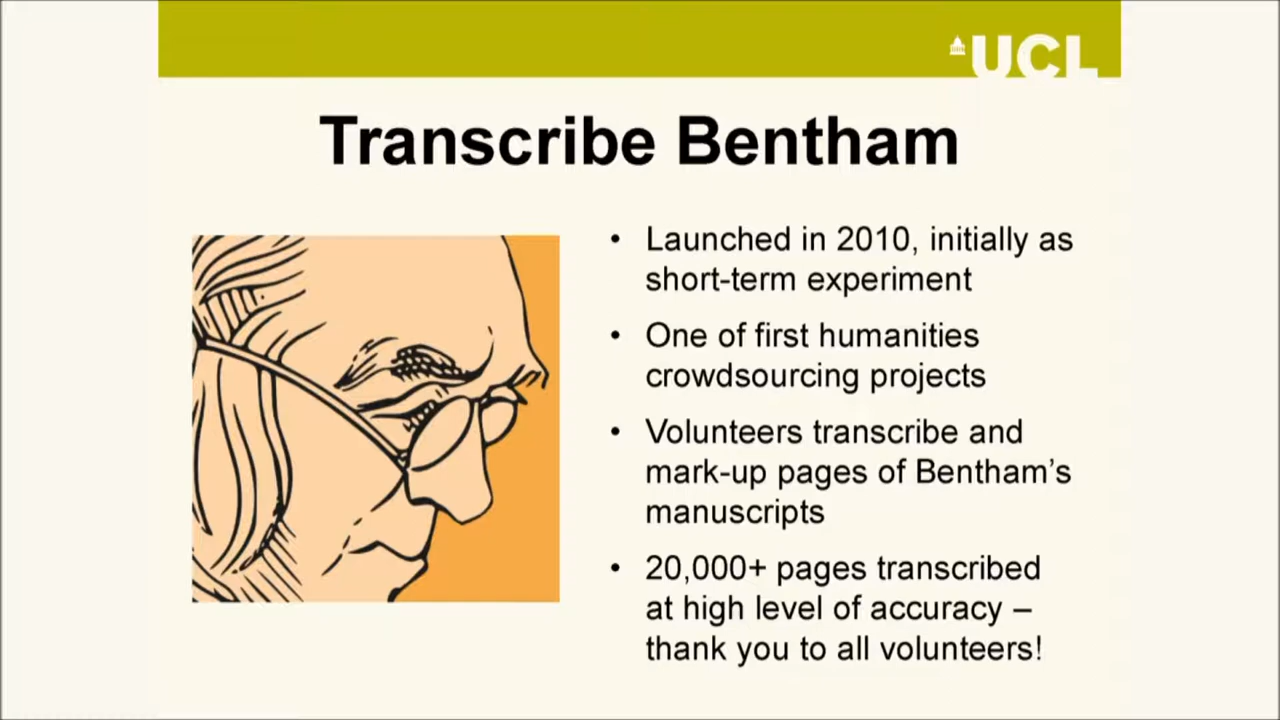 UCL
Transcribe Bentham
• Launched in 2010, initially as
short-term experiment
• One of first humanities
crowdsourcing projects
• Volunteers transcribe and
mark-up pages of Bentham’s
manuscripts
• 20,000+ pages transcribed
at high level of accuracy –
thank you to all volunteers!